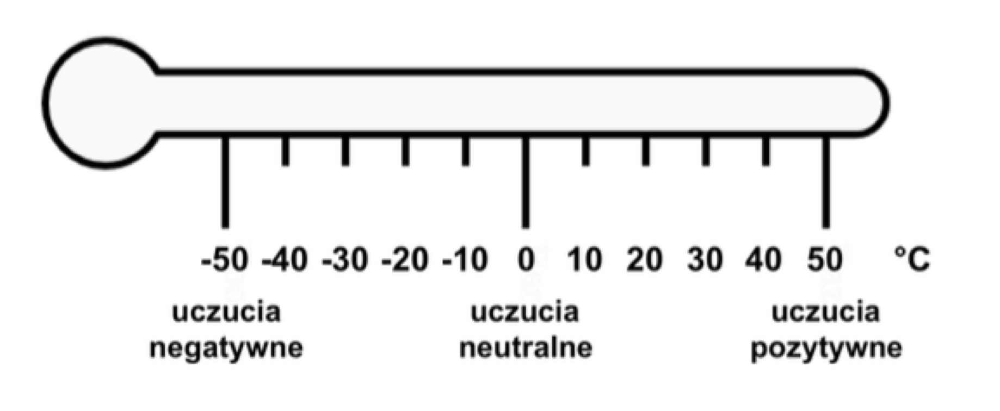 -50 -40 -30 -20 -10 0 10 20 30 40 50 °C
uczucia negatywne
uczucia neutralne
uczucia pozytywne